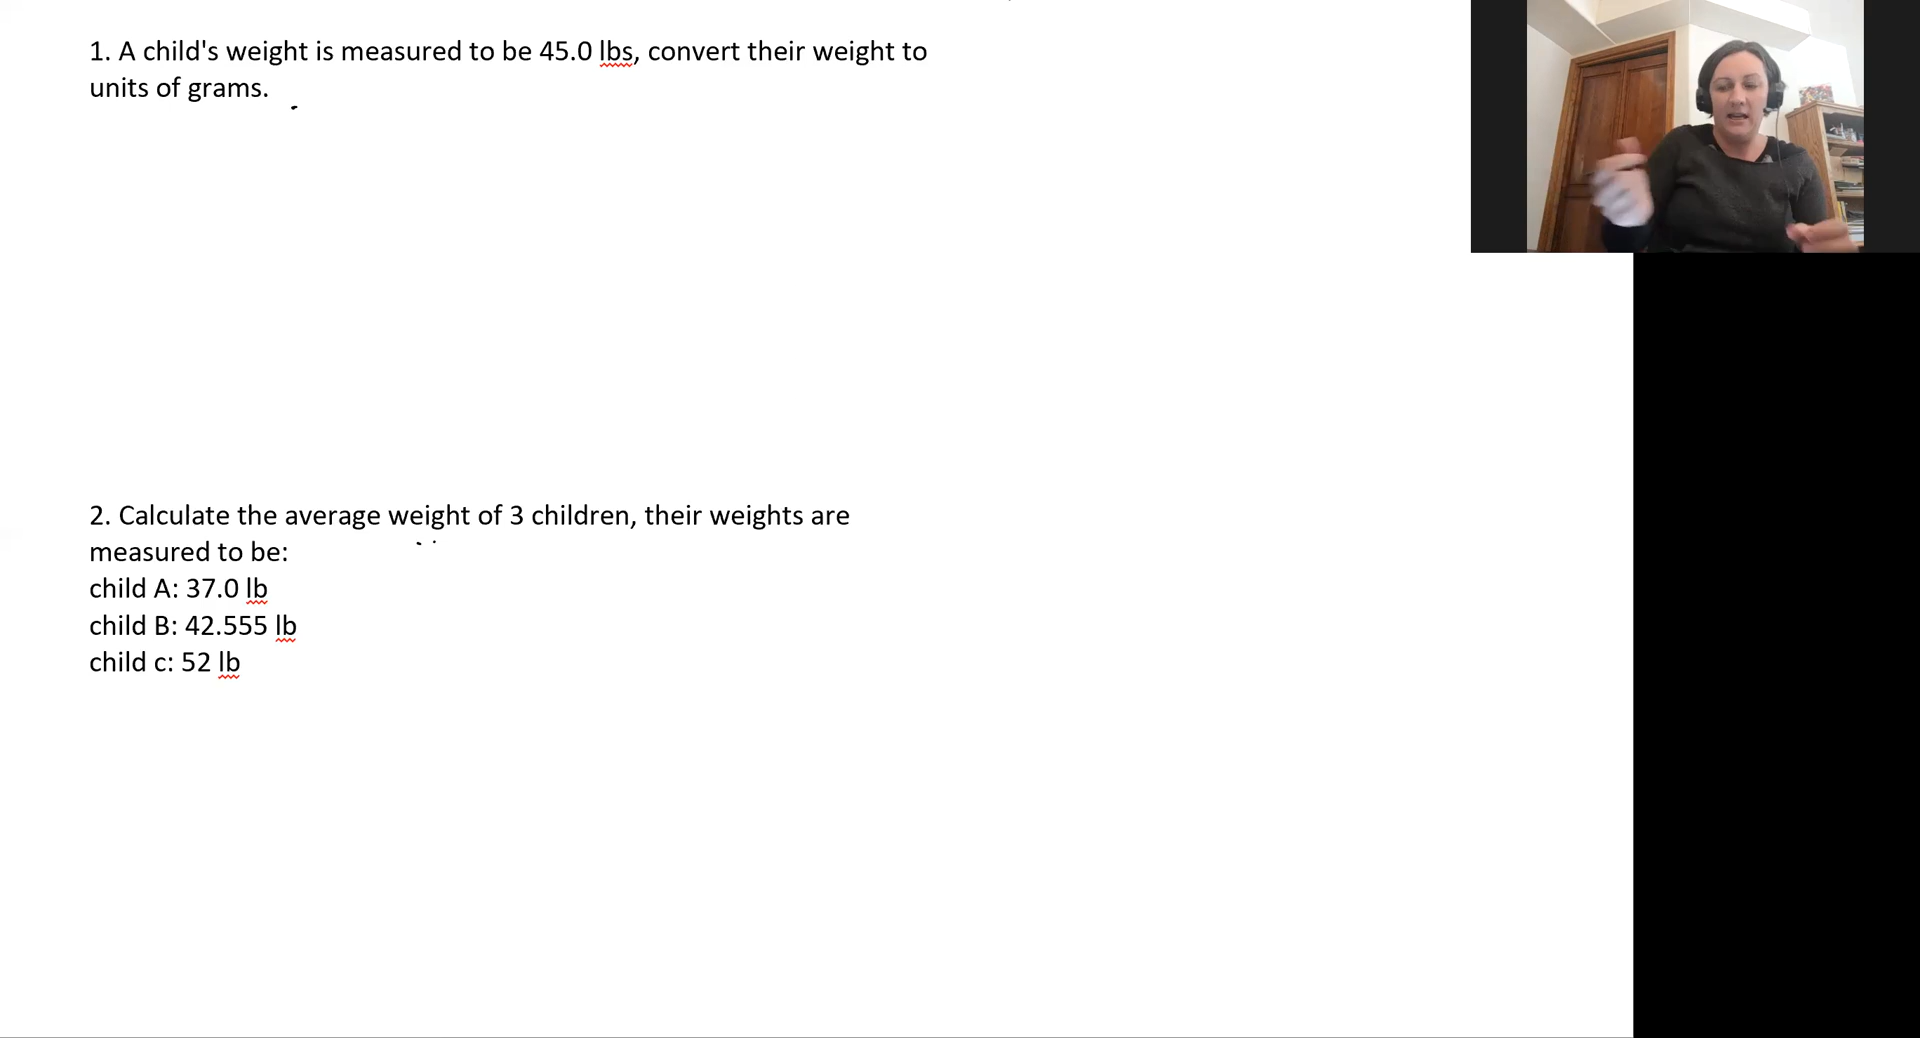 1. A child's weight is measured to be 45.0 lbs, convert their weight to
units of grams.
2. Calculate the average weight of 3 children, their weights are
measured to be:
child A: 37.0 lb
child B: 42.555 lb
child c: 52 lb